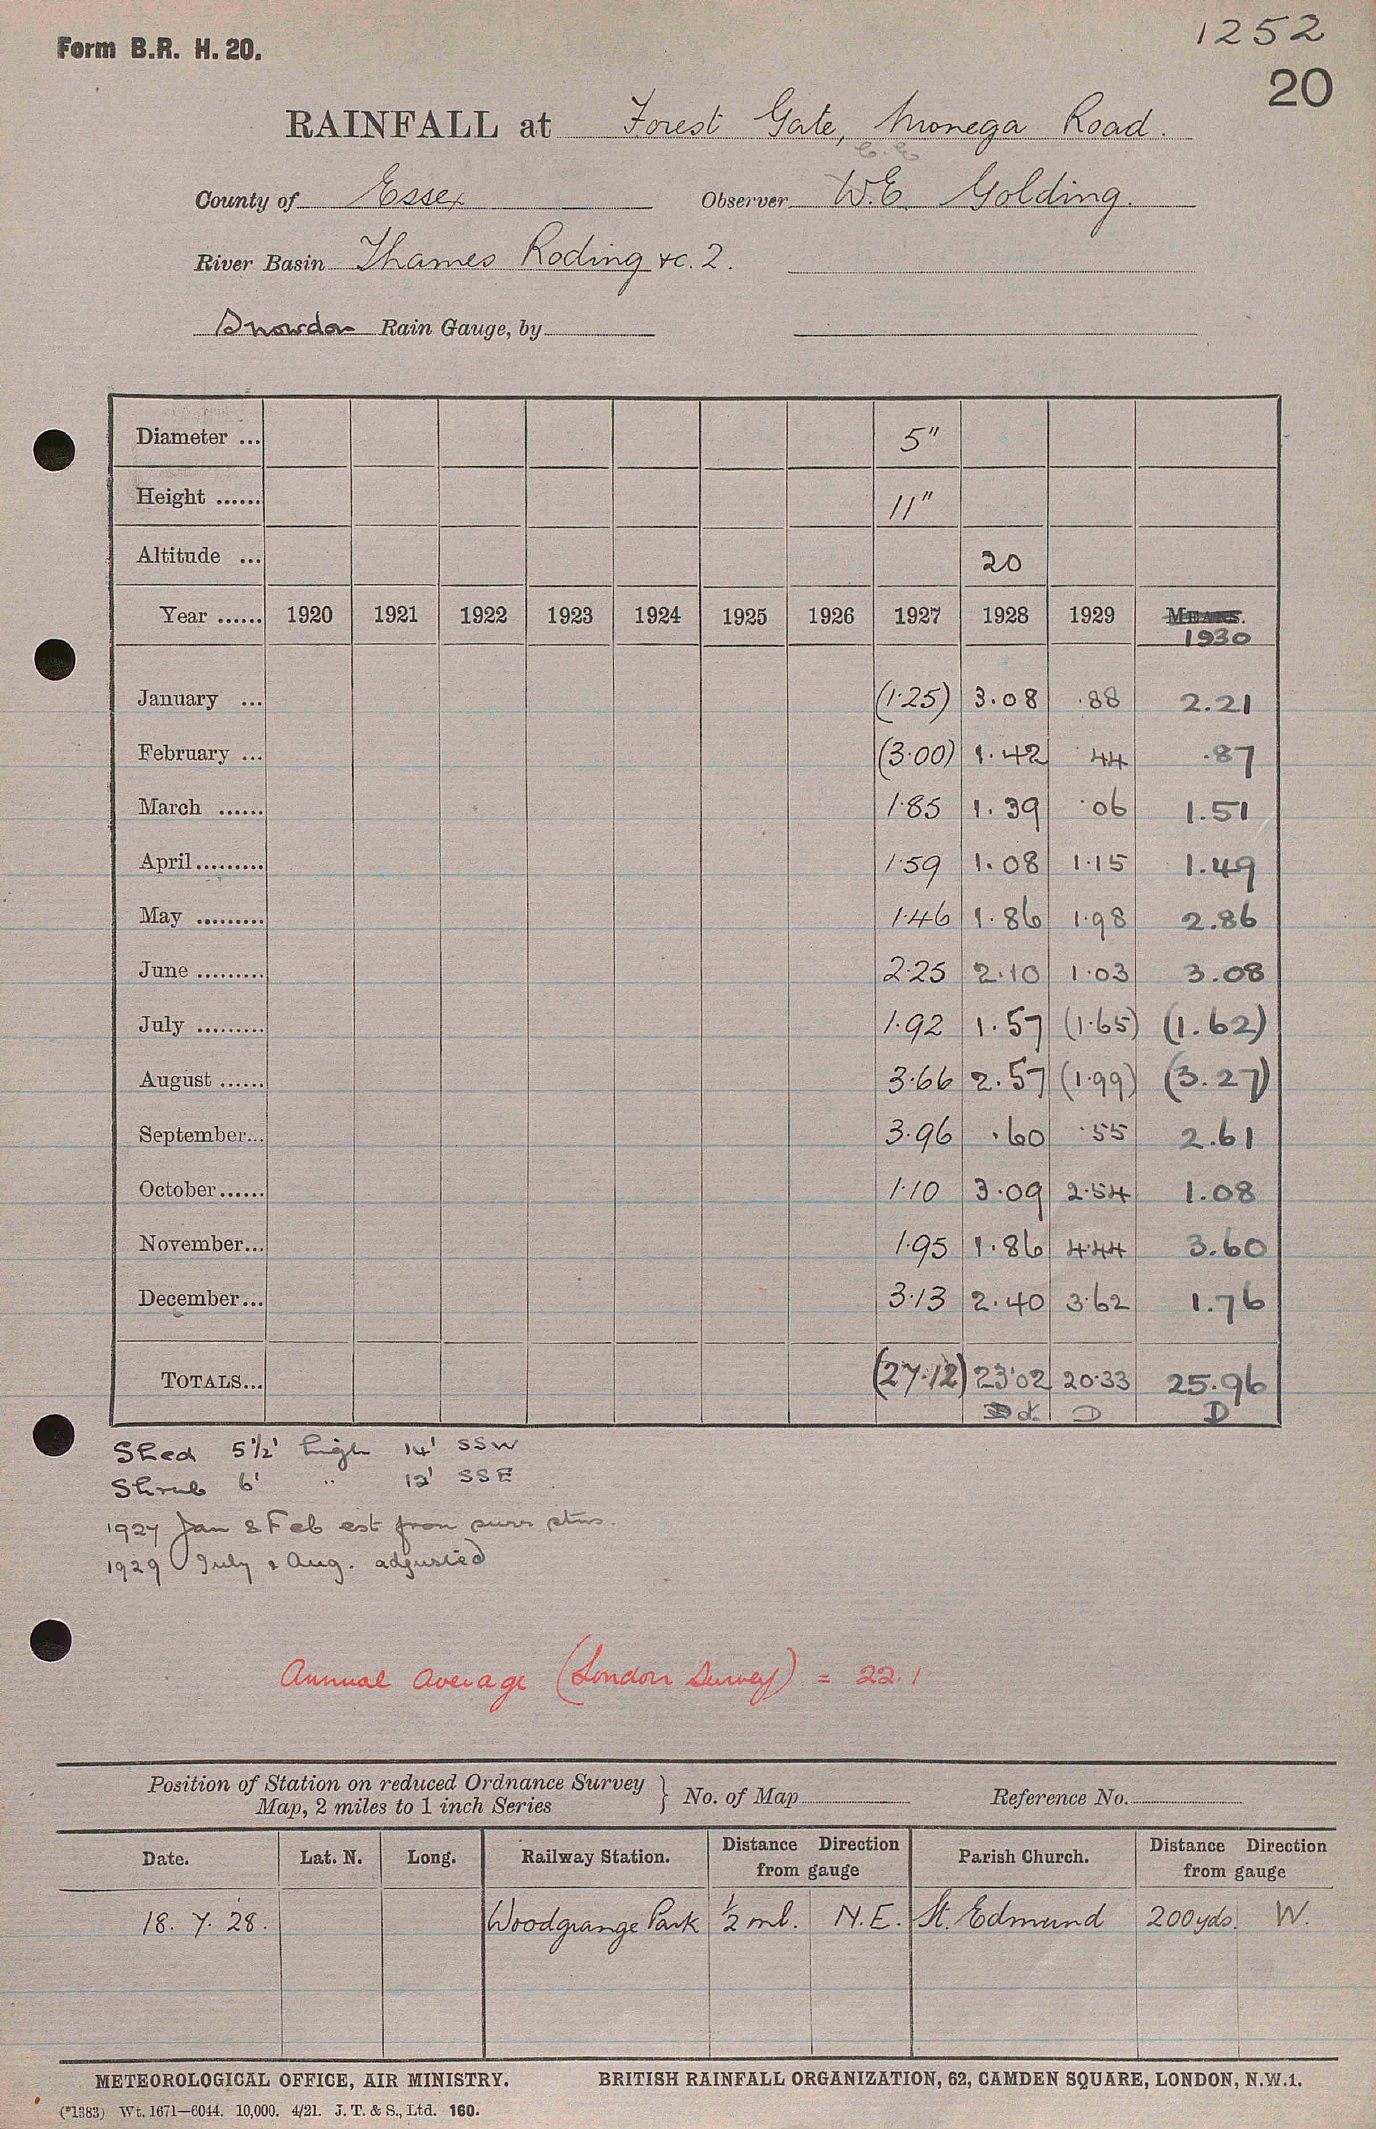 1252
Form B.R. H. 20.
20
RAINFALL at Forest Gate, Monega Road.
C.E.
County of Essex Observer W.E. Golding.
River Basin Thames Roding &c. 2.
Snowdon Rain Gauge, by
Diameter ... 5"
Height ...... 11"
Altitude ... 20
Year ...... 1920 1921 1922 1923 1924 1925 1926 1927 1928 1929 MEANS.
1930
January ... (1.25) 3.08 .88 2.21
February ... (3.00) 1.42 .44 .87
March ...... 1.85 1.39 .06 1.51
April......... 1.59 1.08 1.15 1.49
May ......... 1.46 1.86 1.98 2.86
June ......... 2.25 2.10 1.03 3.08
July ......... 1.92 1.57 (1.65) (1.62)
August ...... 3.66 2.57 (1.99) (3.27)
September... 3.96 .60 .55 2.61
October...... 1.10 3.09 2.54 1.08
November... 1.95 1.86 4.44 3.60
December... 3.13 2.40 3.62 1.76
TOTALS... (27.12) 23.02 20.33 25.96
D D
Shed 5½' high 14' SSW
Shrub 6' " 12' SSE
1927 Jan & Feb est from surr stns.
1929 July & Aug. adjusted
Annual Average (London Survey) = 22.1
Position of Station on reduced Ordnance Survey
Map, 2 miles to 1 inch Series } No. of Map Reference No.
Date. Lat. N. Long. Railway Station. Distance Direction from gauge Parish Church. Distance Direction from gauge
18. 7. 28. Woodgrange Park ½ ml. N.E. St. Edmund 200 yds. W.
METEOROLOGICAL OFFICE, AIR MINISTRY. BRITISH RAINFALL ORGANIZATION, 62, CAMDEN SQUARE, LONDON, N.W.1.
(*1383) Wt. 1671—6044. 10,000. 4/21. J. T. & S., Ltd. 160.